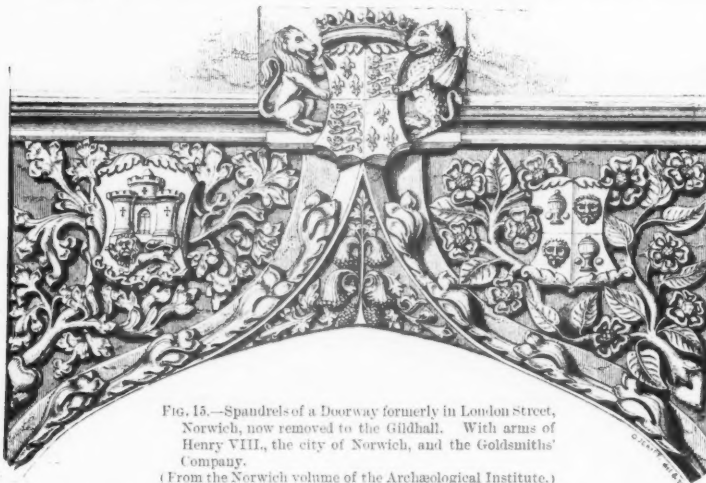 FIG. 15.—Spandrels of a Doorway formerly in London Street,
Norwich, now removed to the Gildhall. With arms of
Henry VIII., the city of Norwich, and the Goldsmiths'
Company.
(From the Norwich volume of the Archæological Institute.)